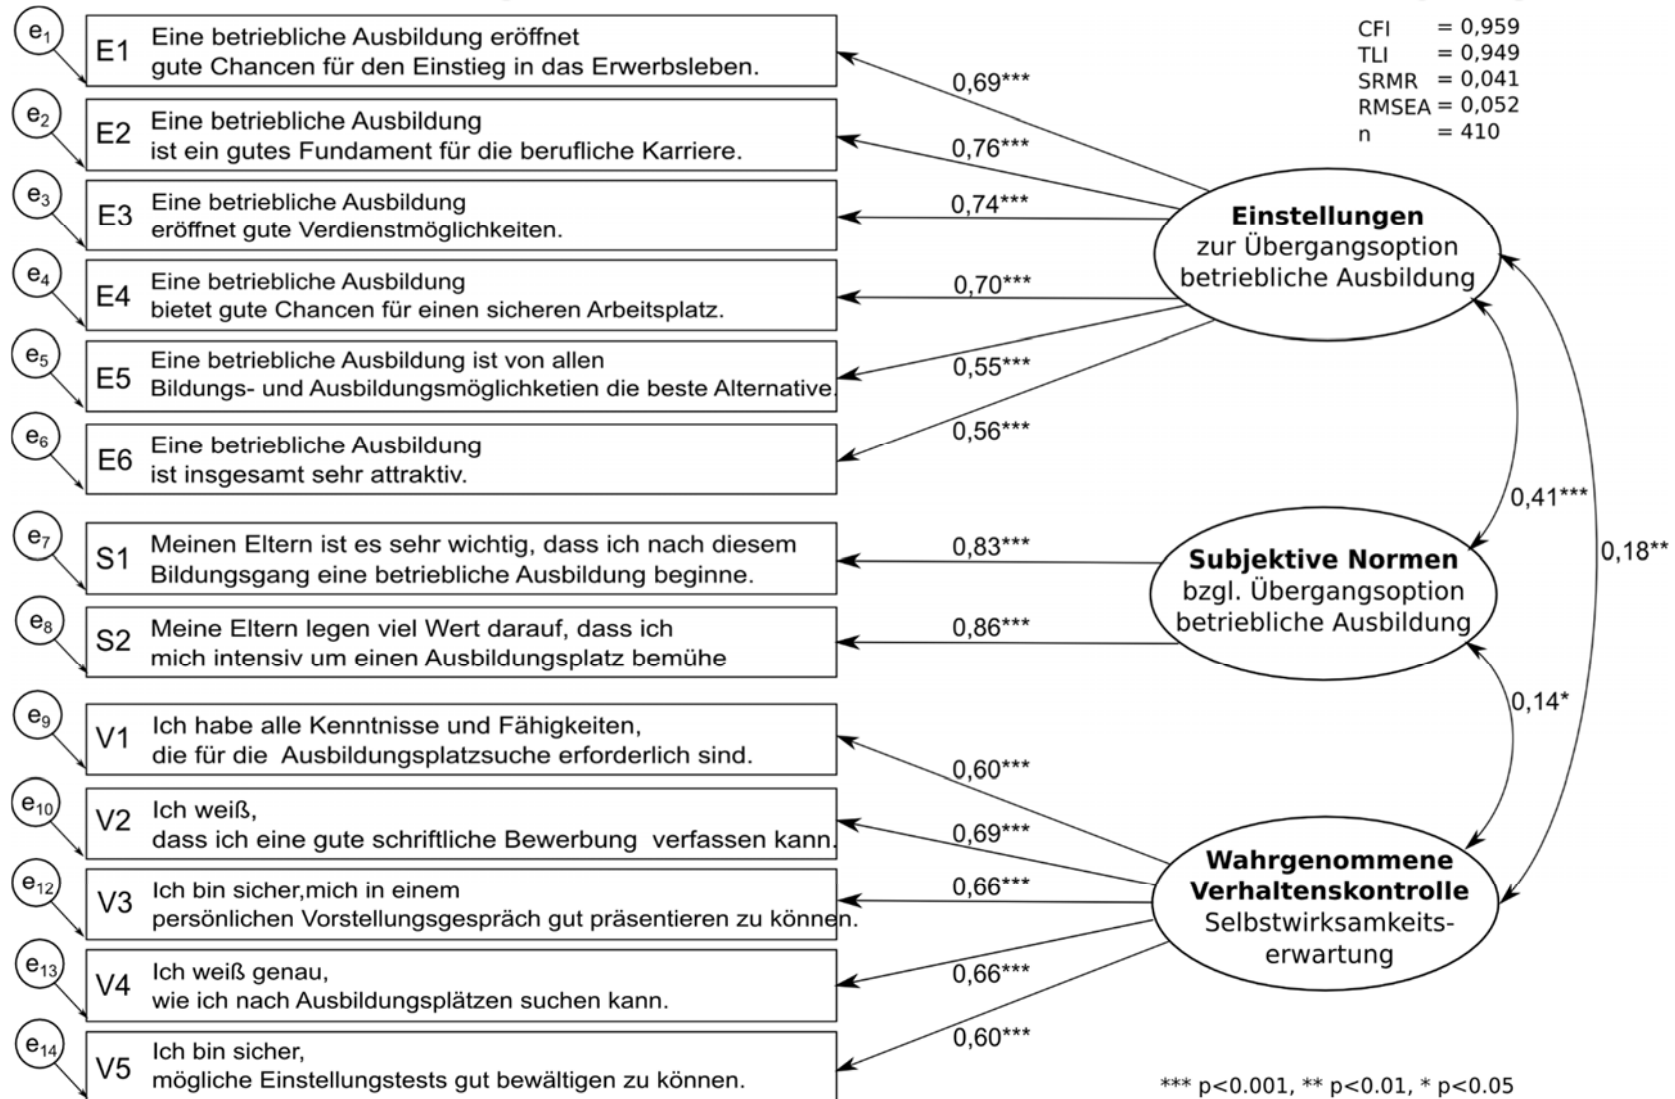 e1
E1 Eine betriebliche Ausbildung eröffnet
gute Chancen für den Einstieg in das Erwerbsleben.
0,69***
CFI = 0,959
TLI = 0,949
SRMR = 0,041
RMSEA = 0,052
n = 410
e2
E2 Eine betriebliche Ausbildung
ist ein gutes Fundament für die berufliche Karriere.
0,76***
e3
E3 Eine betriebliche Ausbildung
eröffnet gute Verdienstmöglichkeiten.
0,74***
Einstellungen
zur Übergangsoption
betriebliche Ausbildung
e4
E4 Eine betriebliche Ausbildung
bietet gute Chancen für einen sicheren Arbeitsplatz.
0,70***
e5
E5 Eine betriebliche Ausbildung ist von allen
Bildungs- und Ausbildungsmöglichketien die beste Alternative.
0,55***
e6
E6 Eine betriebliche Ausbildung
ist insgesamt sehr attraktiv.
0,56***
0,41***
0,18**
e7
S1 Meinen Eltern ist es sehr wichtig, dass ich nach diesem
Bildungsgang eine betriebliche Ausbildung beginne.
0,83***
Subjektive Normen
bzgl. Übergangsoption
betriebliche Ausbildung
e8
S2 Meine Eltern legen viel Wert darauf, dass ich
mich intensiv um einen Ausbildungsplatz bemühe
0,86***
0,14*
e9
V1 Ich habe alle Kenntnisse und Fähigkeiten,
die für die Ausbildungsplatzsuche erforderlich sind.
0,60***
e10
V2 Ich weiß,
dass ich eine gute schriftliche Bewerbung verfassen kann.
0,69***
e12
V3 Ich bin sicher,mich in einem
persönlichen Vorstellungsgespräch gut präsentieren zu können.
0,66***
Wahrgenommene
Verhaltenskontrolle
Selbstwirksamkeits-
erwartung
e13
V4 Ich weiß genau,
wie ich nach Ausbildungsplätzen suchen kann.
0,66***
e14
V5 Ich bin sicher,
mögliche Einstellungstests gut bewältigen zu können.
0,60***
*** p<0.001, ** p<0.01, * p<0.05